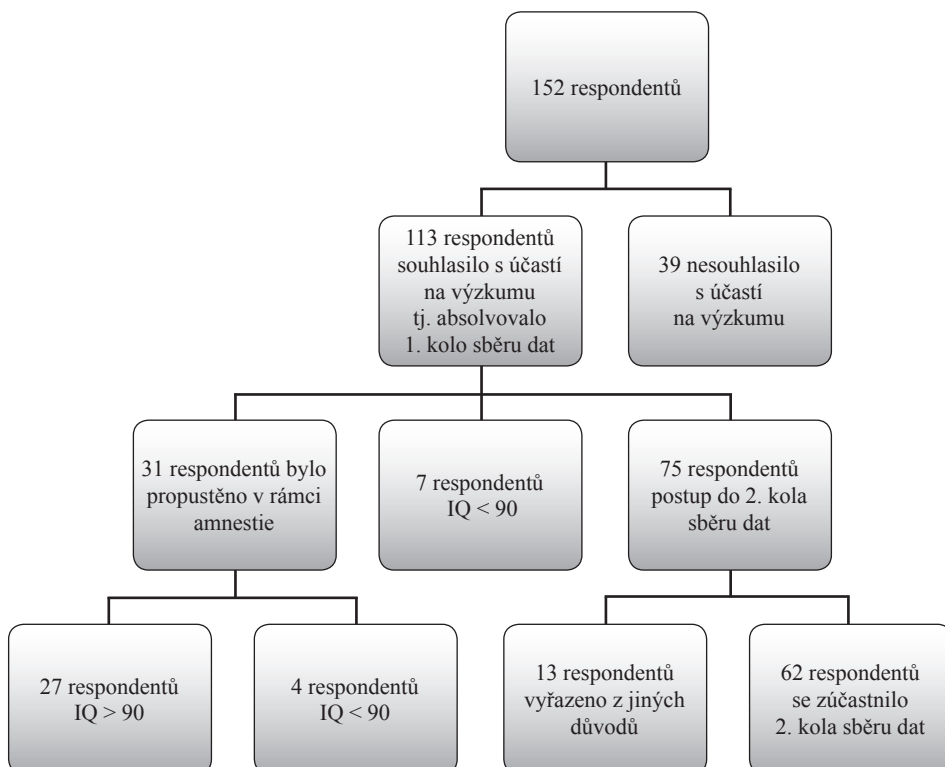 152 respondentů
113 respondentů
souhlasilo s účastí
na výzkumu
tj. absolvovalo
1. kolo sběru dat
39 nesouhlasilo
s účastí
na výzkumu
31 respondentů bylo
propustěno v rámci
amnestie
7 respondentů
IQ < 90
75 respondentů
postup do 2. kola
sběru dat
27 respondentů
IQ > 90
4 respondentů
IQ < 90
13 respondentů
vyřazeno z jiných
důvodů
62 respondentů
se zúčastnilo
2. kola sběru dat